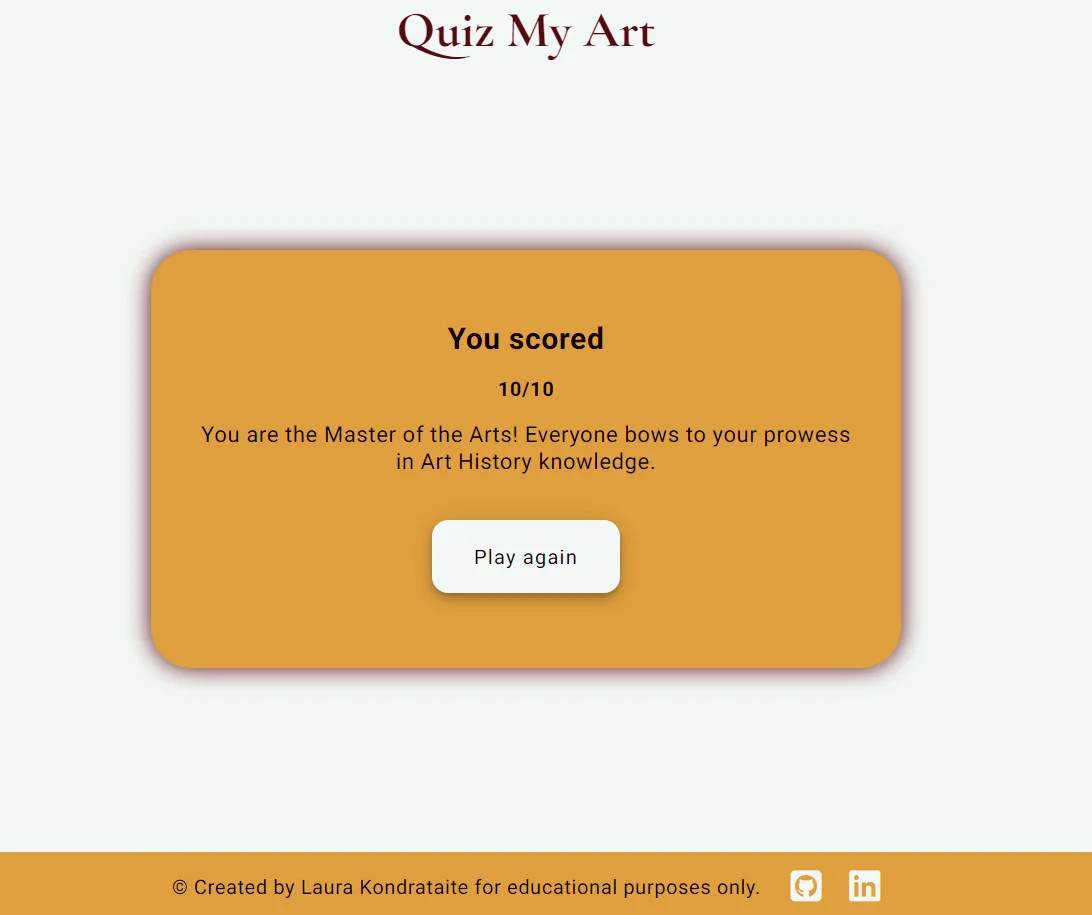 Quiz My Art
You scored
10/10
You are the Master of the Arts! Everyone bows to your prowess
in Art History knowledge.
Play again
© Created by Laura Kondrataite for educational purposes only.
in